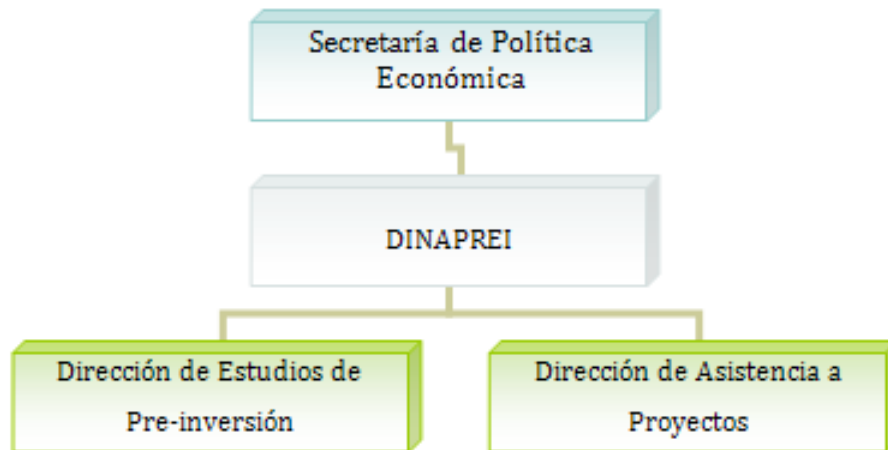 Secretaría de Política
Económica
DINAPREI
Dirección de Estudios de
Pre-inversión
Dirección de Asistencia a
Proyectos